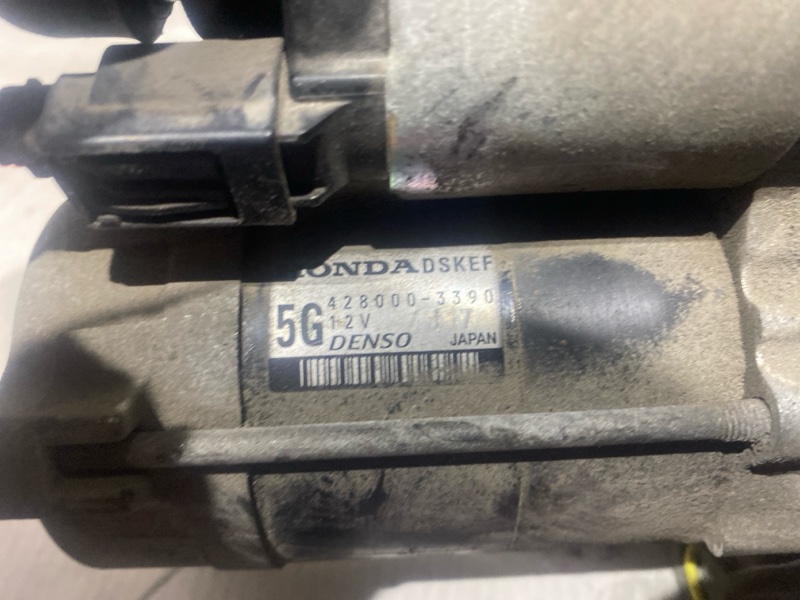 HONDA DSKEF
5G 428000-3390
12V
DENSO JAPAN